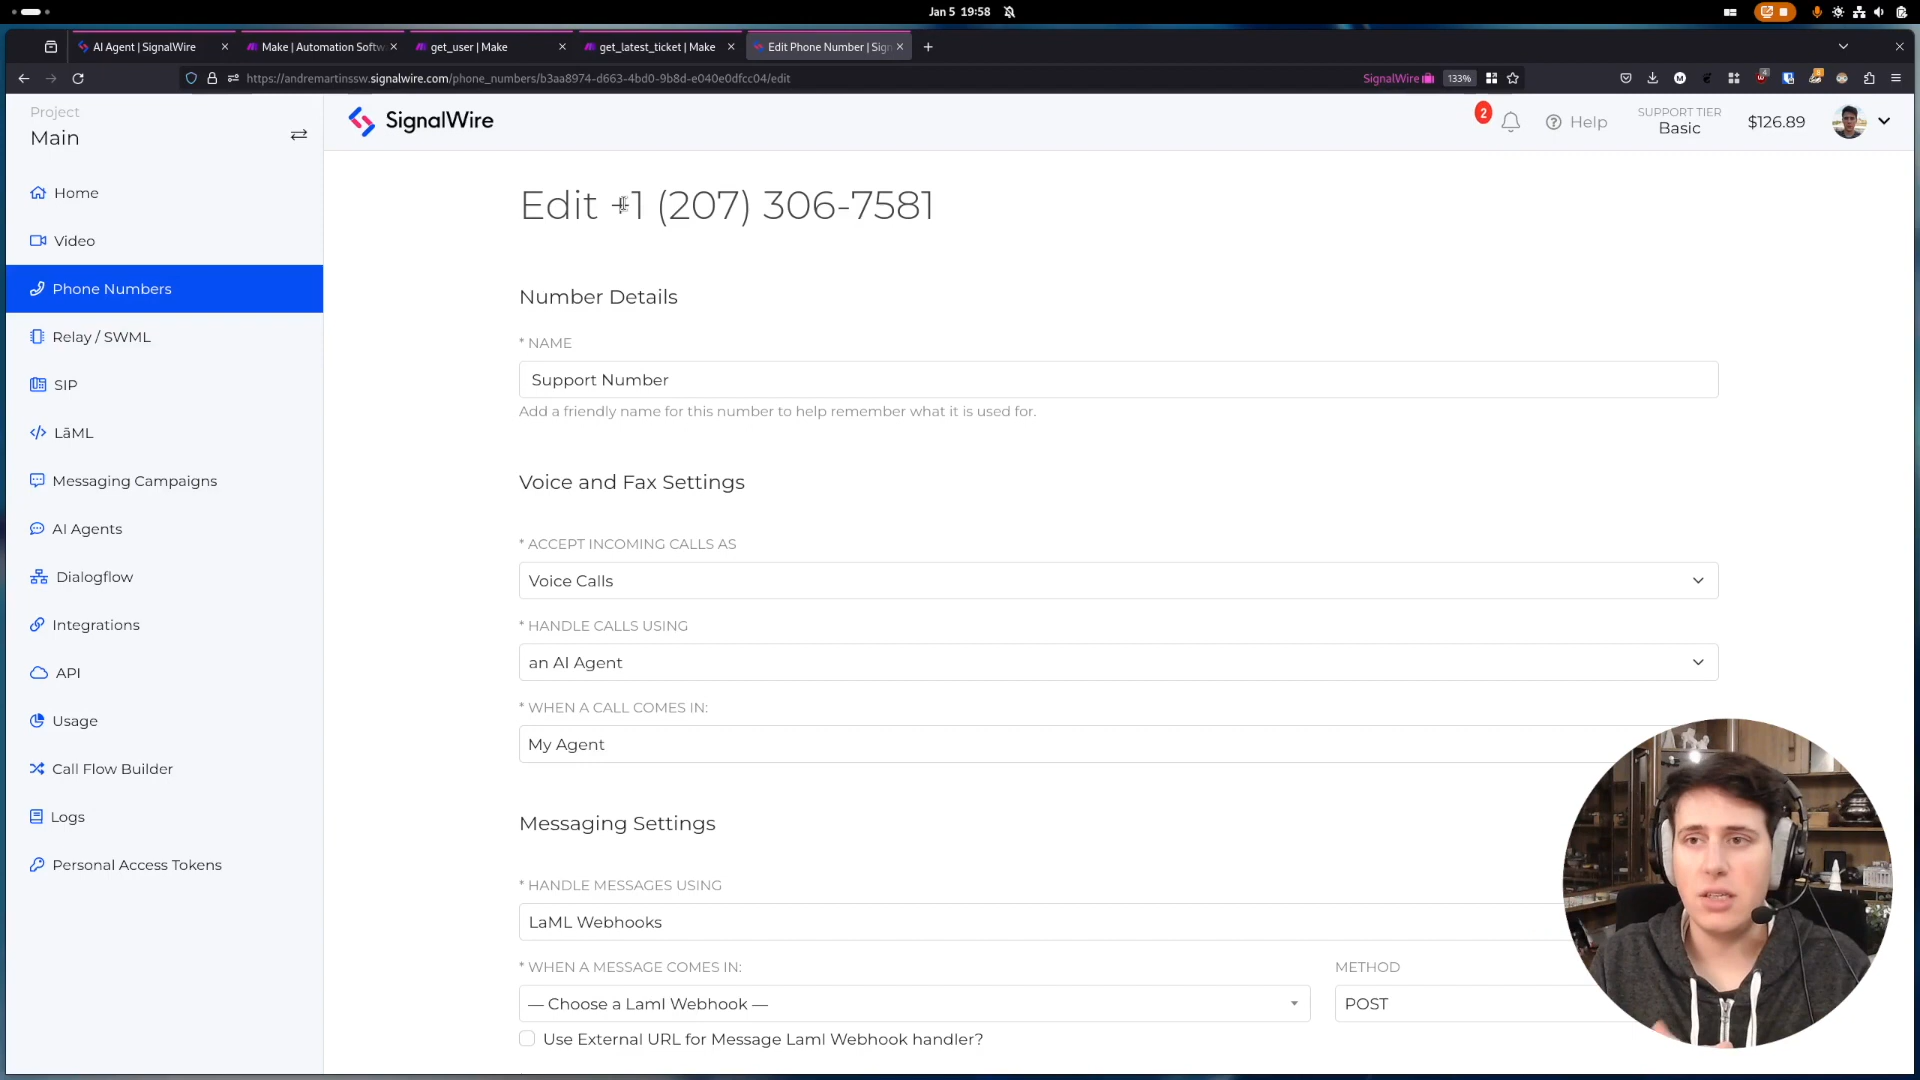 Jan 5 19:58
AI Agent | SignalWire
Make | Automation Softw
get_user | Make
get_latest_ticket | Make
Edit Phone Number | Sign
https://andremartinssw.signalwire.com/phone_numbers/b3aa8974-d663-4bd0-9b8d-e040e0dfcc04/edit
SignalWire
133%
Project
Main
SignalWire
2
Help
SUPPORT TIER
Basic
$126.89
Home
Video
Phone Numbers
Relay / SWML
SIP
LāML
Messaging Campaigns
AI Agents
Dialogflow
Integrations
API
Usage
Call Flow Builder
Logs
Personal Access Tokens
Edit +1 (207) 306-7581
Number Details
* NAME
Support Number
Add a friendly name for this number to help remember what it is used for.
Voice and Fax Settings
* ACCEPT INCOMING CALLS AS
Voice Calls
* HANDLE CALLS USING
an AI Agent
* WHEN A CALL COMES IN:
My Agent
Messaging Settings
* HANDLE MESSAGES USING
LaML Webhooks
* WHEN A MESSAGE COMES IN:
METHOD
— Choose a Laml Webhook —
POST
Use External URL for Message Laml Webhook handler?